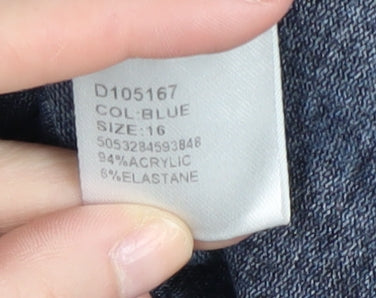 D105167
COL:BLUE
SIZE:16
5053284593848
94%ACRYLIC
6%ELASTANE